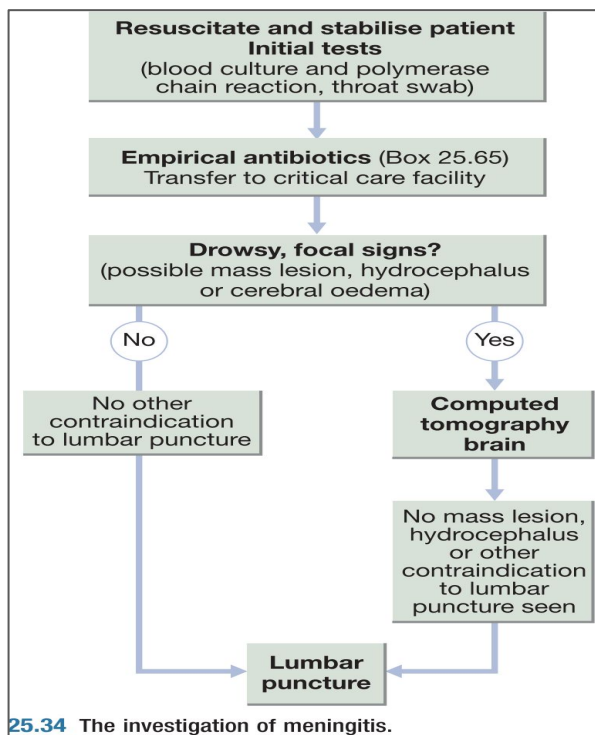 Resuscitate and stabilise patient
Initial tests
(blood culture and polymerase
chain reaction, throat swab)
Empirical antibiotics (Box 25.65)
Transfer to critical care facility
Drowsy, focal signs?
(possible mass lesion, hydrocephalus
or cerebral oedema)
No
Yes
No other
contraindication
to lumbar puncture
Computed
tomography
brain
No mass lesion,
hydrocephalus
or other
contraindication
to lumbar
puncture seen
Lumbar
puncture
25.34 The investigation of meningitis.